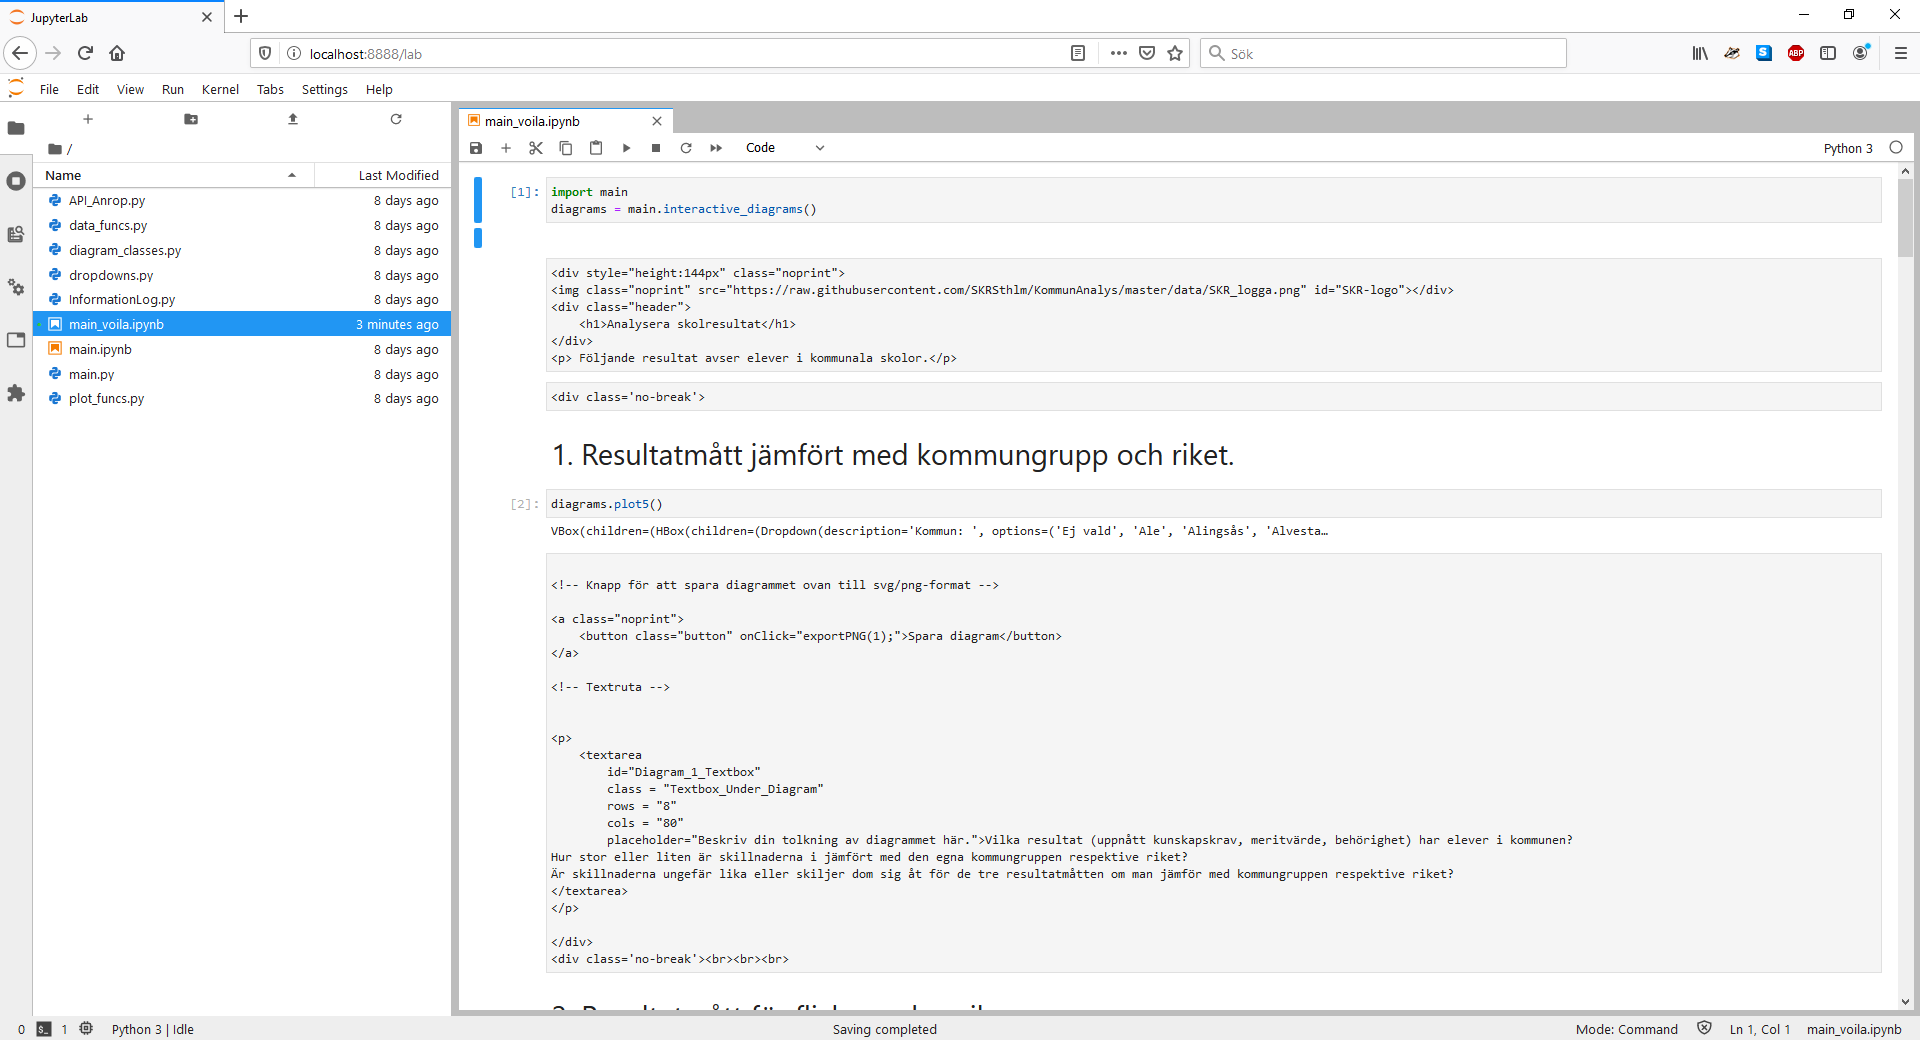 JupyterLab
localhost:8888/lab
Sök
S
ABP
File Edit View Run Kernel Tabs Settings Help
/
Name Last Modified
API_Anrop.py 8 days ago
data_funcs.py 8 days ago
diagram_classes.py 8 days ago
dropdowns.py 8 days ago
InformationLog.py 8 days ago
main_voila.ipynb 3 minutes ago
main.ipynb 8 days ago
main.py 8 days ago
plot_funcs.py 8 days ago
main_voila.ipynb
Code Python 3
[1]: import main
diagrams = main.interactive_diagrams()
<div style="height:144px" class="noprint">
<img class="noprint" src="https://raw.githubusercontent.com/SKRSthlm/KommunAnalys/master/data/SKR_logga.png" id="SKR-logo"></div>
<div class="header">
    <h1>Analysera skolresultat</h1>
</div>
<p> Följande resultat avser elever i kommunala skolor.</p>
<div class='no-break'>
1. Resultatmått jämfört med kommungrupp och riket.
[2]: diagrams.plot5()
VBox(children=(HBox(children=(Dropdown(description='Kommun: ', options=('Ej vald', 'Ale', 'Alingsås', 'Alvesta…
<!-- Knapp för att spara diagrammet ovan till svg/png-format -->
<a class="noprint">
    <button class="button" onClick="exportPNG(1);">Spara diagram</button>
</a>
<!-- Textruta -->
<p>
    <textarea
        id="Diagram_1_Textbox"
        class = "Textbox_Under_Diagram"
        rows = "8"
        cols = "80"
        placeholder="Beskriv din tolkning av diagrammet här.">Vilka resultat (uppnått kunskapskrav, meritvärde, behörighet) har elever i kommunen?
Hur stor eller liten är skillnaderna i jämfört med den egna kommungruppen respektive riket?
Är skillnaderna ungefär lika eller skiljer dom sig åt för de tre resultatmåtten om man jämför med kommungruppen respektive riket?
</textarea>
</p>
</div>
<div class='no-break'><br><br><br>
0 1 Python 3 | Idle Saving completed Mode: Command Ln 1, Col 1 main_voila.ipynb